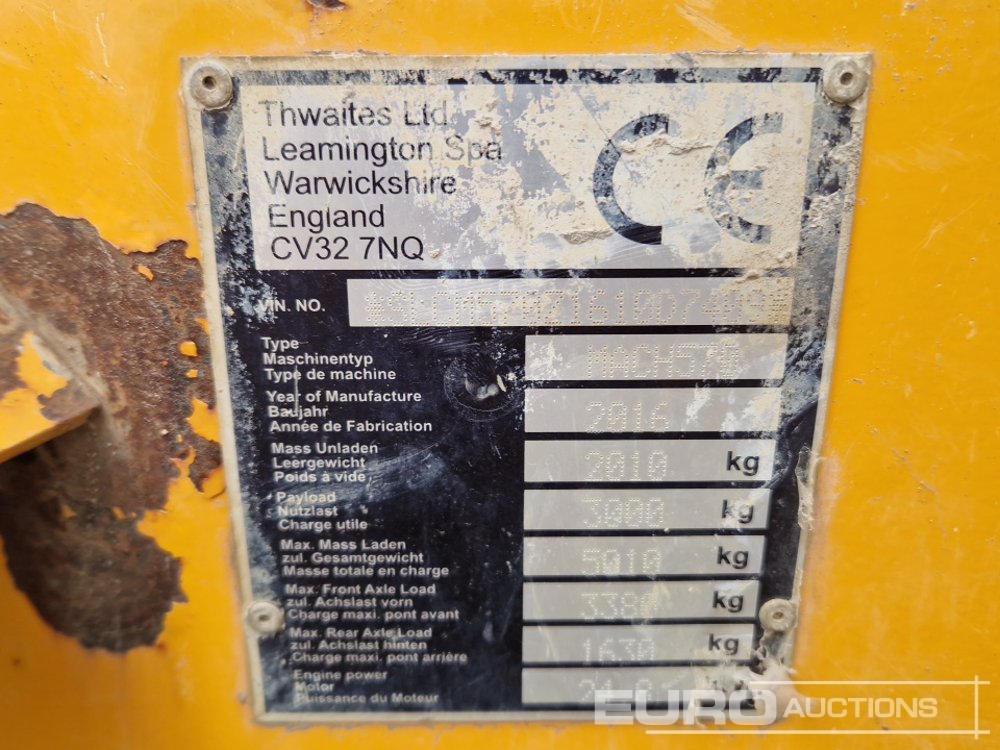 Thwaites Ltd.
Leamington Spa
Warwickshire
England
CV32 7NQ
CE
VIN. NO.
Type
Maschinentyp
Type de machine
MACH570
Year of Manufacture
Baujahr
Année de Fabrication
2016
Mass Unladen
Leergewicht
Poids à vide,
2010 kg
Payload
Nutzlast
Charge utile
3000 kg
Max. Mass Laden
zul. Gesamtgewicht
Masse totale en charge
5010 kg
Max. Front Axle Load
zul. Achslast vorn
Charge maxi. pont avant
3380 kg
Max. Rear Axle Load
zul. Achslast hinten
Charge maxi. pont arrière
1630 kg
Engine power
Motor
Puissance du Moteur
EURO AUCTIONS